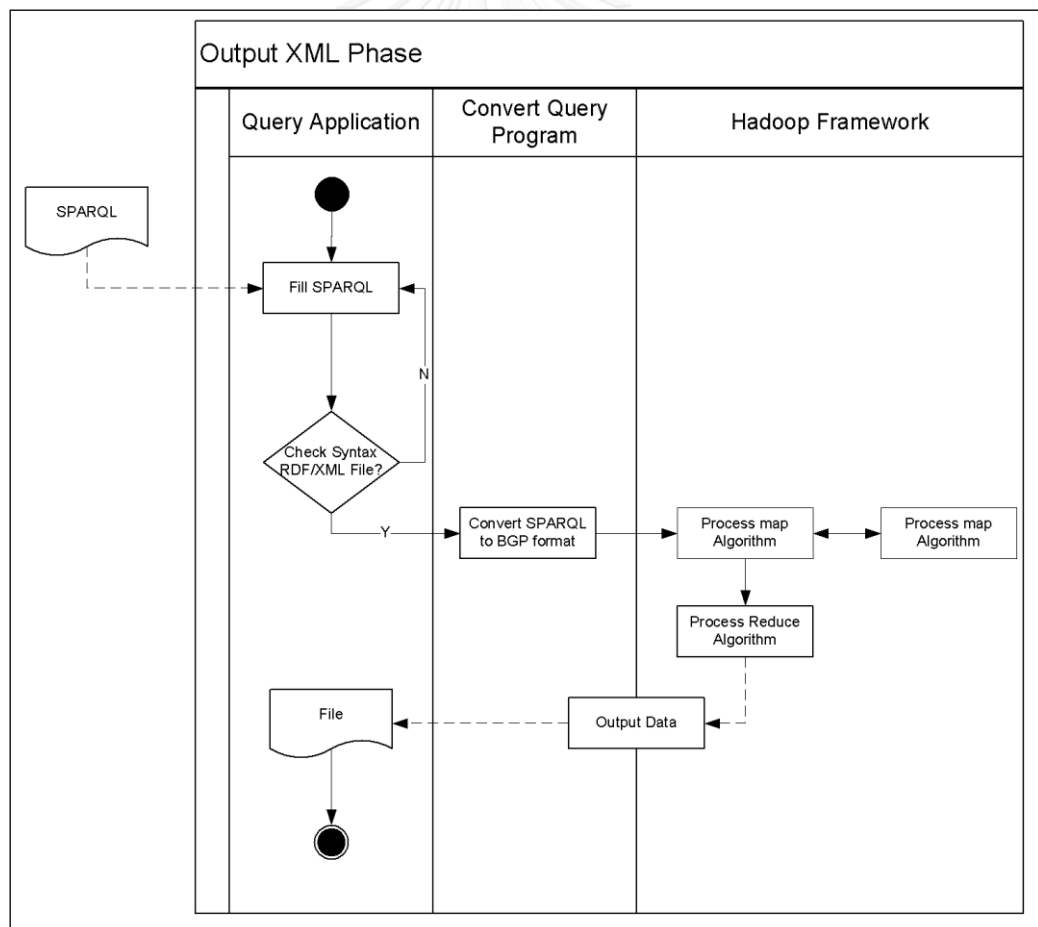 Output XML Phase
Query Application
Convert Query
Program
Hadoop Framework
SPARQL
Fill SPARQL
N
Check Syntax
RDF/XML File?
Y
Convert SPARQL
to BGP format
Process map
Algorithm
Process map
Algorithm
Process Reduce
Algorithm
File
Output Data